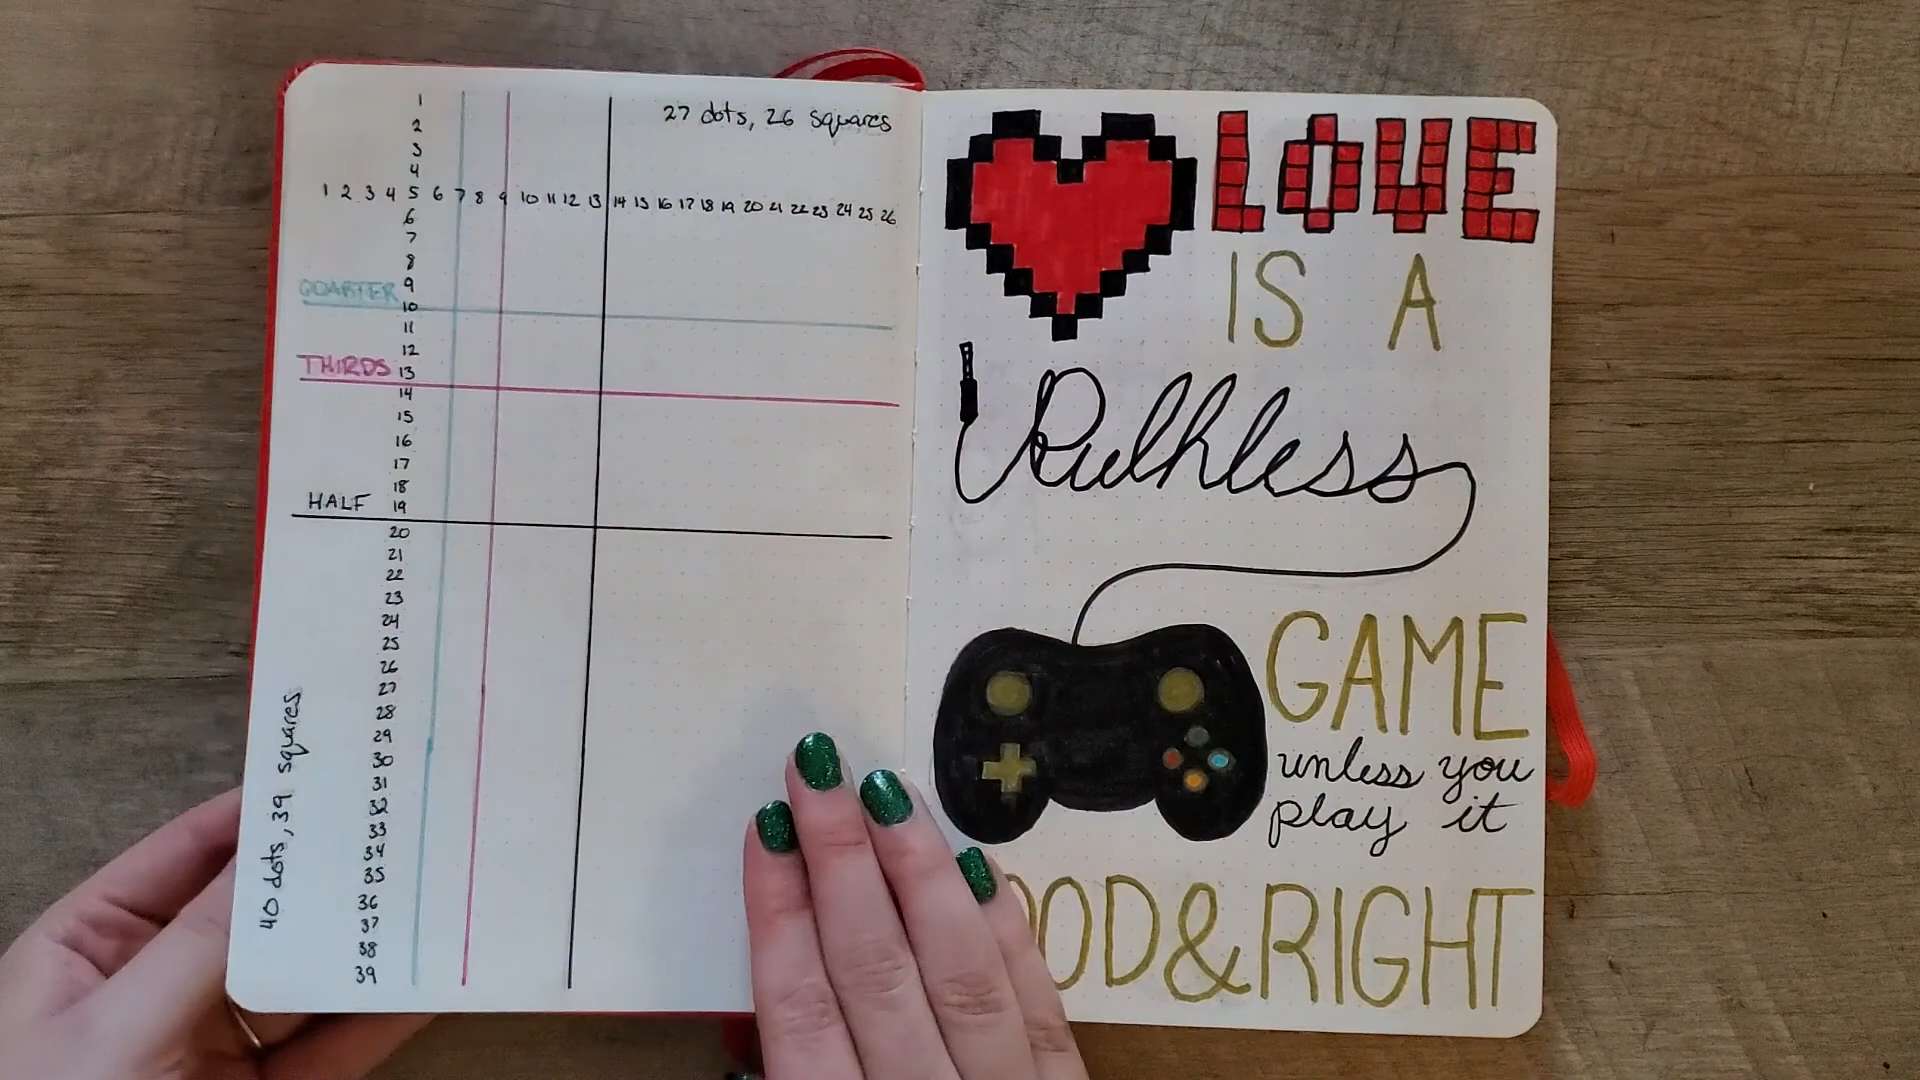 27 dots, 26 squares
1
2
3
4
1 2 3 4 5 6 7 8 9 10 11 12 13 14 15 16 17 18 19 20 21 22 23 24 25 26
6
7
8
QUARTER 9
10
11
12
THIRDS 13
14
15
16
17
18
HALF 19
20
21
22
23
24
25
26
27
28
29
30
31
32
33
34
35
36
37
38
39
40 dots, 39 squares
LOVE
IS A
Ruthless
GAME
unless you
play it
OOD & RIGHT